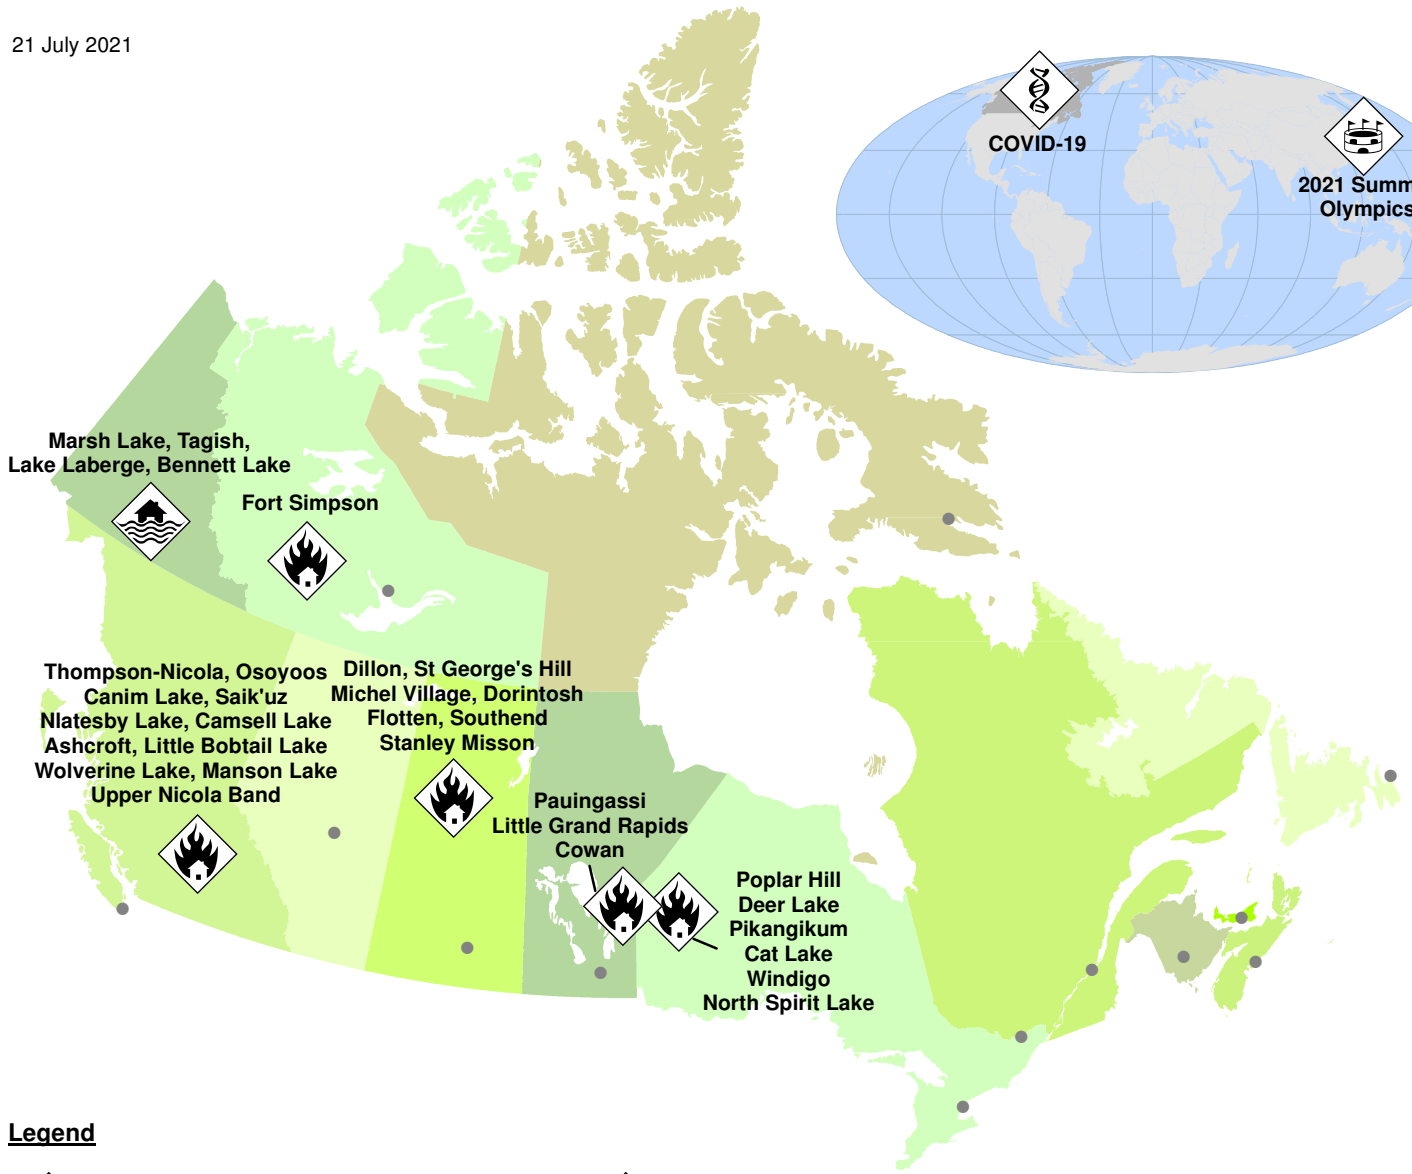 21 July 2021
COVID-19
2021 Summ
Olympics
Marsh Lake, Tagish,
Lake Laberge, Bennett Lake
Fort Simpson
Thompson-Nicola, Osoyoos
Canim Lake, Saik'uz
Nlatesby Lake, Camsell Lake
Ashcroft, Little Bobtail Lake
Wolverine Lake, Manson Lake
Upper Nicola Band
Dillon, St George's Hill
Michel Village, Dorintosh
Flotten, Southend
Stanley Misson
Pauingassi
Little Grand Rapids
Cowan
Poplar Hill
Deer Lake
Pikangikum
Cat Lake
Windigo
North Spirit Lake
Legend